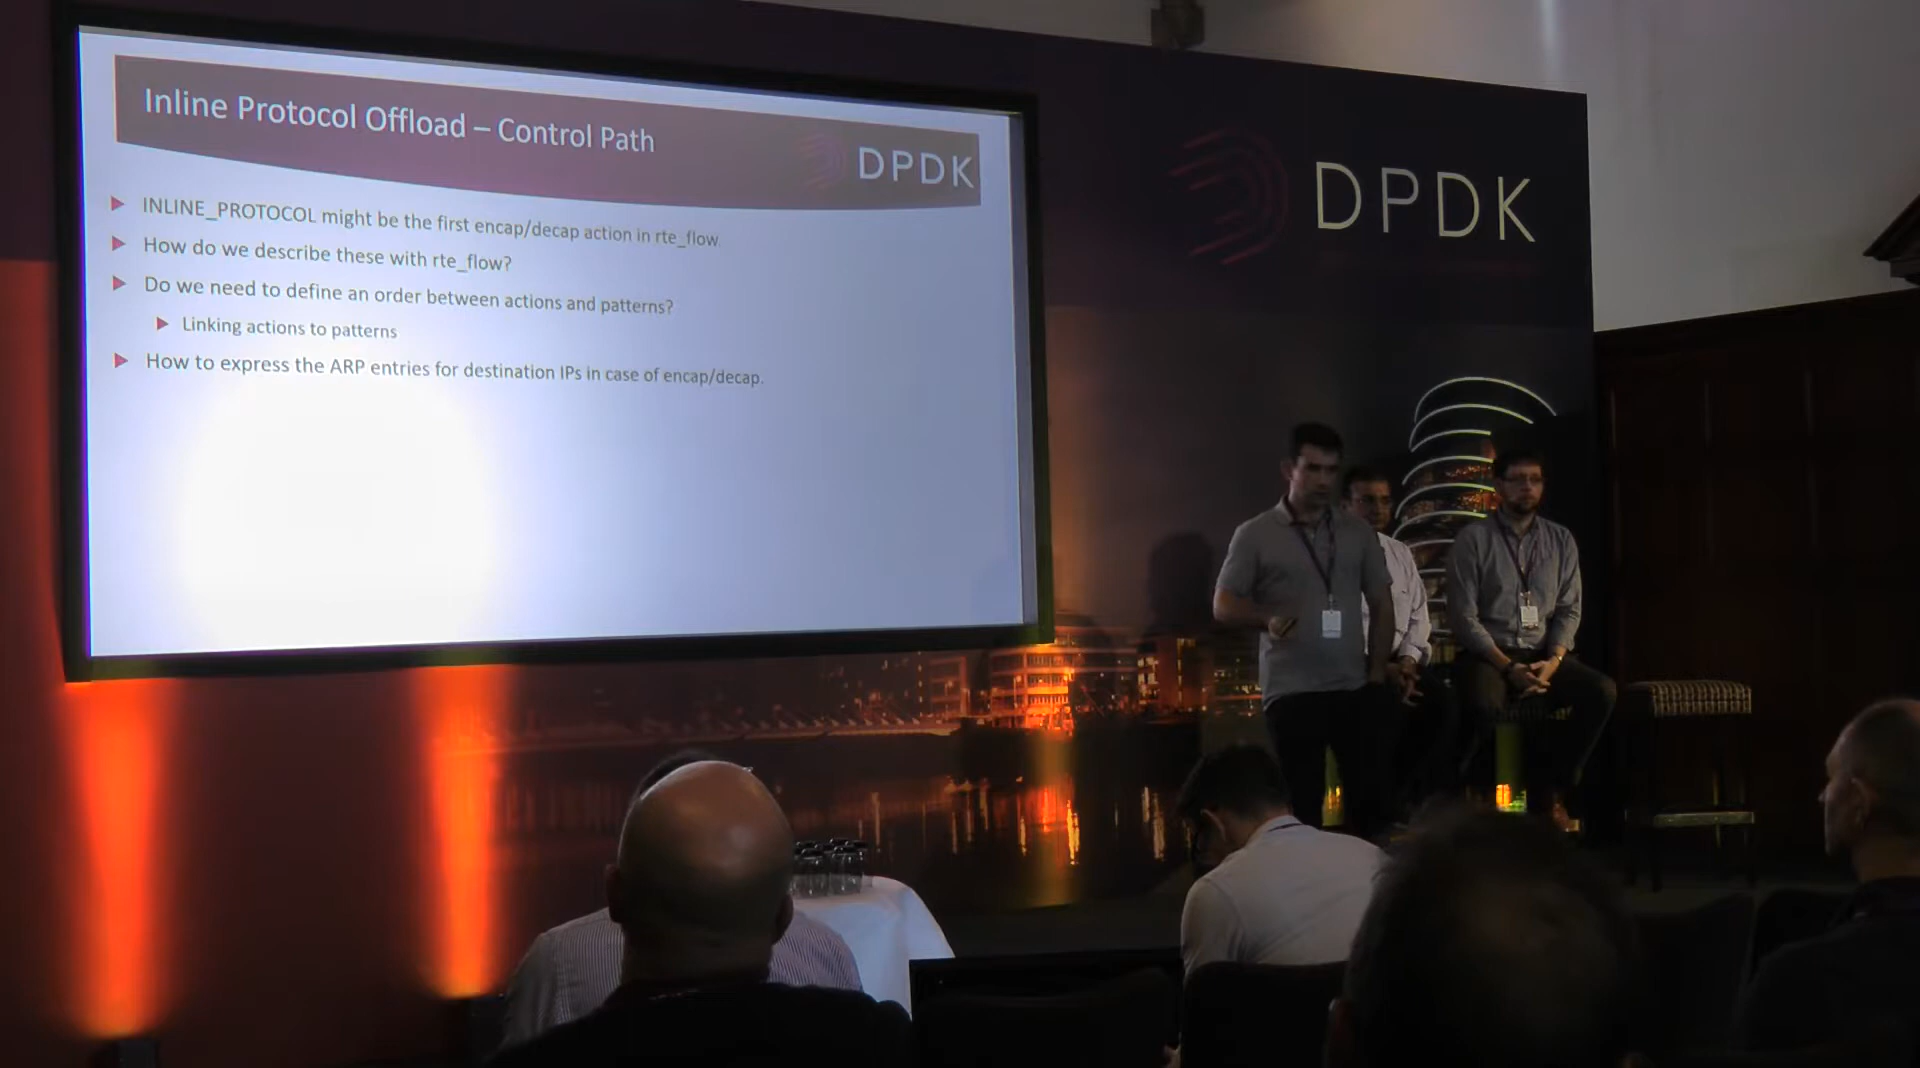 Inline Protocol Offload – Control Path
DPDK
INLINE_PROTOCOL might be the first encap/decap action in rte_flow.
How do we describe these with rte_flow?
Do we need to define an order between actions and patterns?
Linking actions to patterns
How to express the ARP entries for destination IPs in case of encap/decap.
DPDK